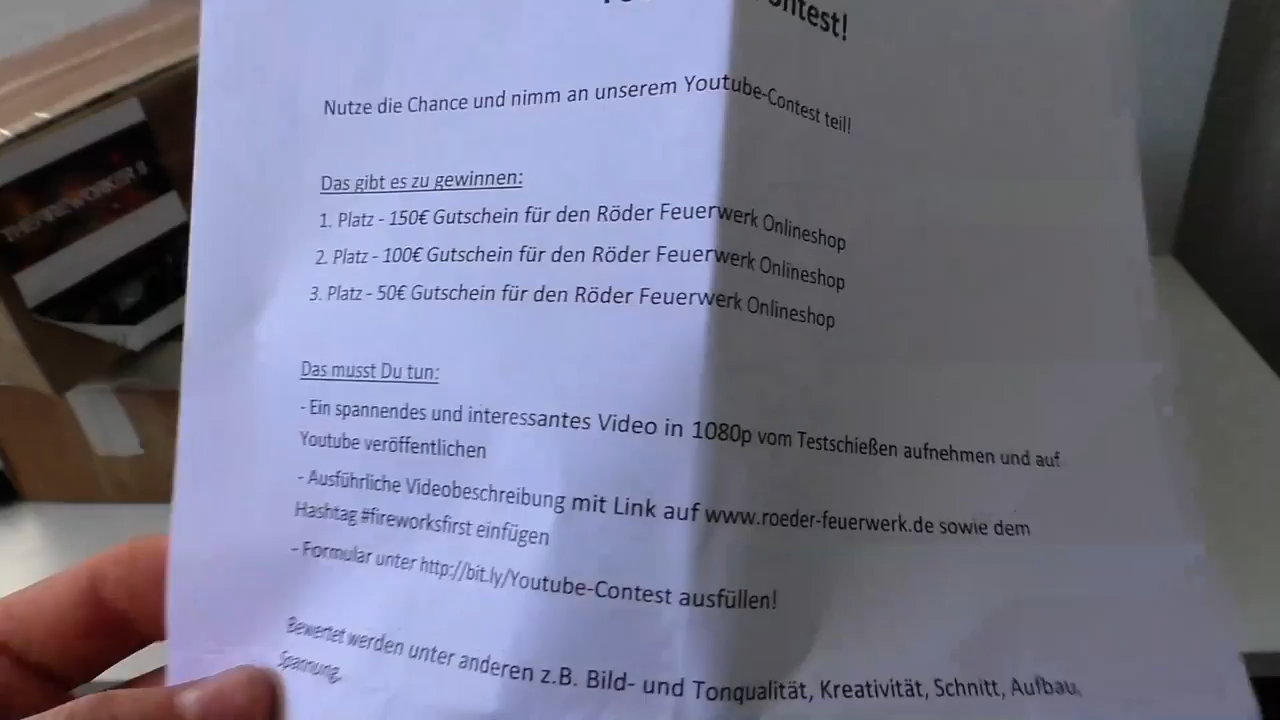 ontest!
Nutze die Chance und nimm an unserem Youtube-Contest teil!
Das gibt es zu gewinnen:
1. Platz - 150€ Gutschein für den Röder Feuerwerk Onlineshop
2. Platz - 100€ Gutschein für den Röder Feuerwerk Onlineshop
3. Platz - 50€ Gutschein für den Röder Feuerwerk Onlineshop
Das musst Du tun:
- Ein spannendes und interessantes Video in 1080p vom Testschießen aufnehmen und auf
Youtube veröffentlichen
- Ausführliche Videobeschreibung mit Link auf www.roeder-feuerwerk.de sowie dem
Hashtag #fireworksfirst einfügen
- Formular unter http://bit.ly/Youtube-Contest ausfüllen!
Bewertet werden unter anderen z.B. Bild- und Tonqualität, Kreativität, Schnitt, Aufbau,
Spannung,